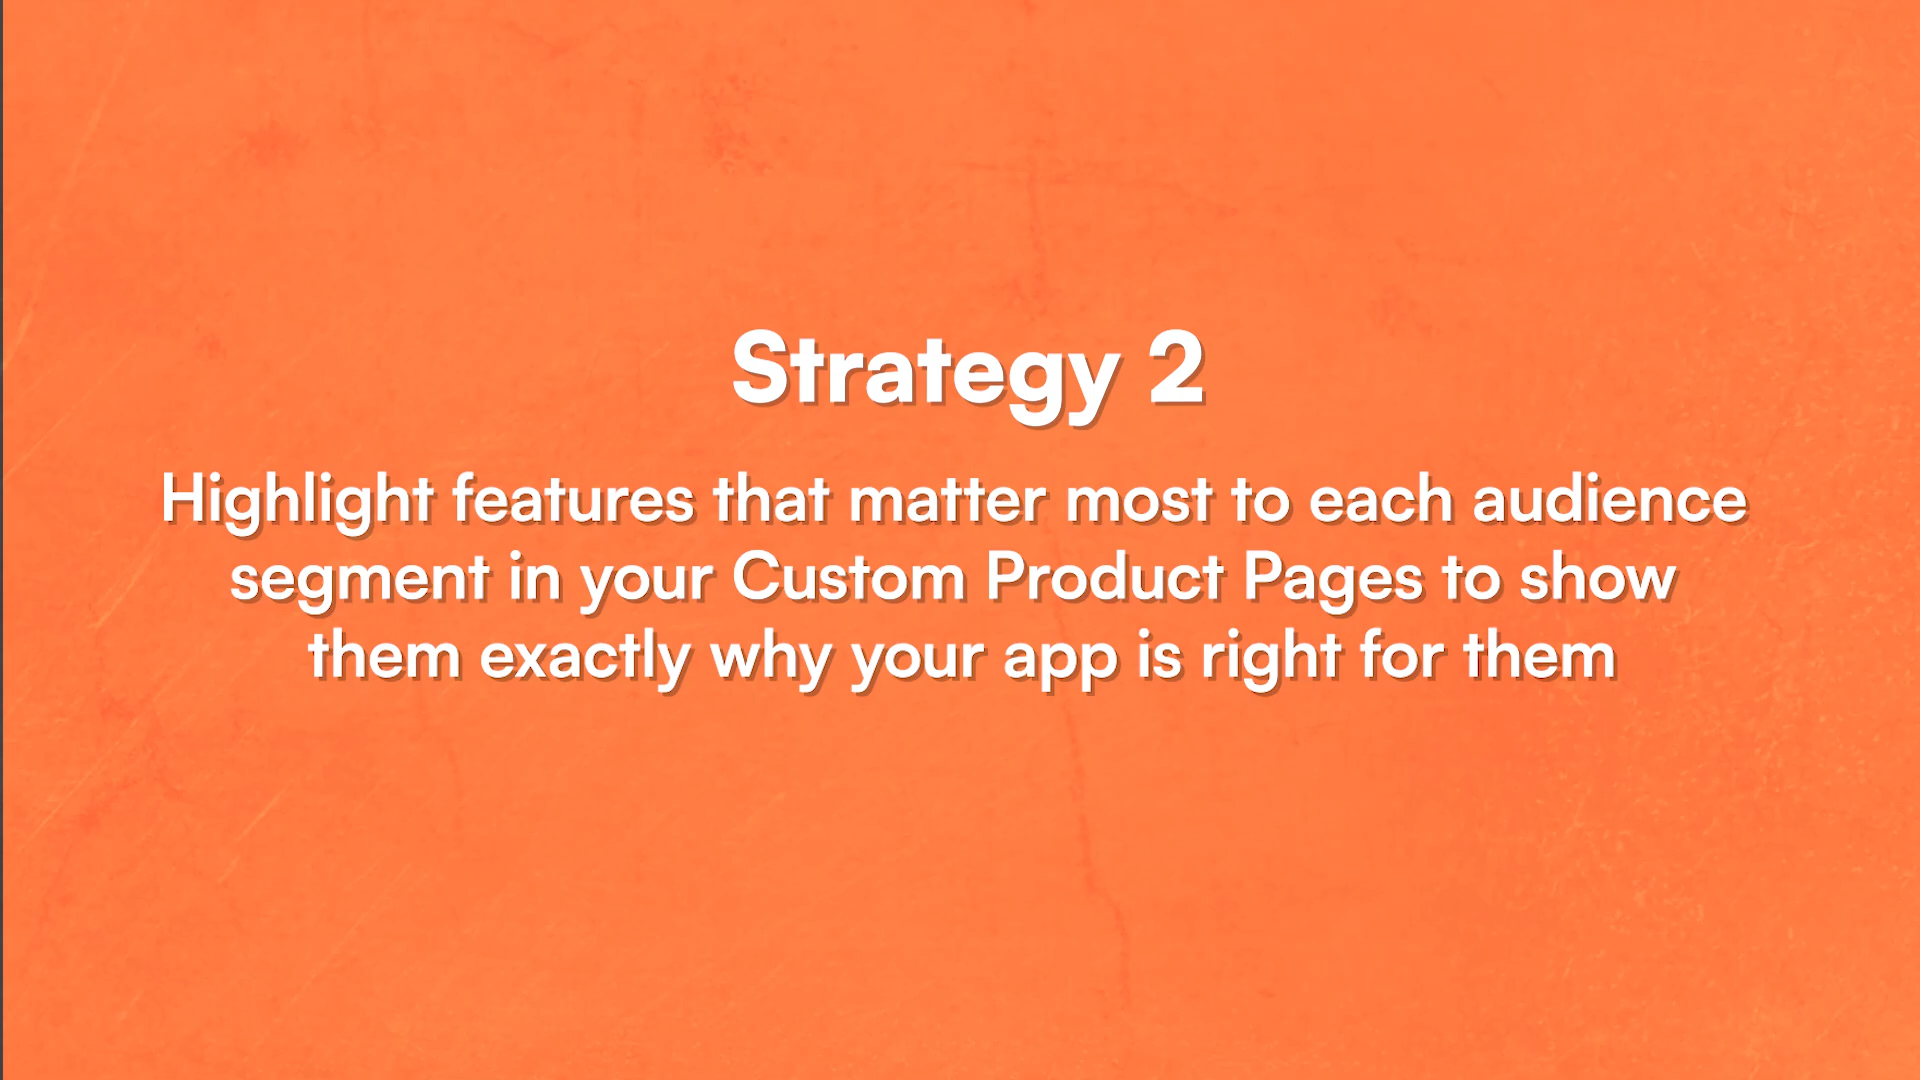 Strategy 2
Highlight features that matter most to each audience
segment in your Custom Product Pages to show
them exactly why your app is right for them